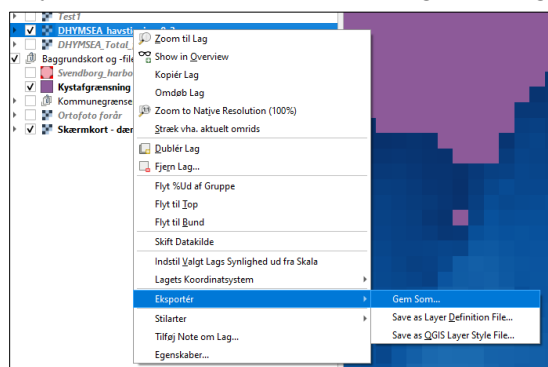 Test1
DHYMSEA_havsti
DHYMSEA_Total_
Baggrundskort og -file
Svendborg_harbo
Kystafgrænsning
Kommunegrænse
Ortofoto forår
Skærmkort - dær
Zoom til Lag
Show in Overview
Kopiér Lag
Omdøb Lag
Zoom to Native Resolution (100%)
Stræk vha. aktuelt omrids
Dublér Lag
Fjern Lag...
Flyt %Ud af Gruppe
Flyt til Top
Flyt til Bund
Skift Datakilde
Indstil Valgt Lags Synlighed ud fra Skala
Lagets Koordinatsystem
Eksportér
Stilarter
Tilføj Note om Lag...
Egenskaber...
Gem Som...
Save as Layer Definition File...
Save as QGIS Layer Style File...